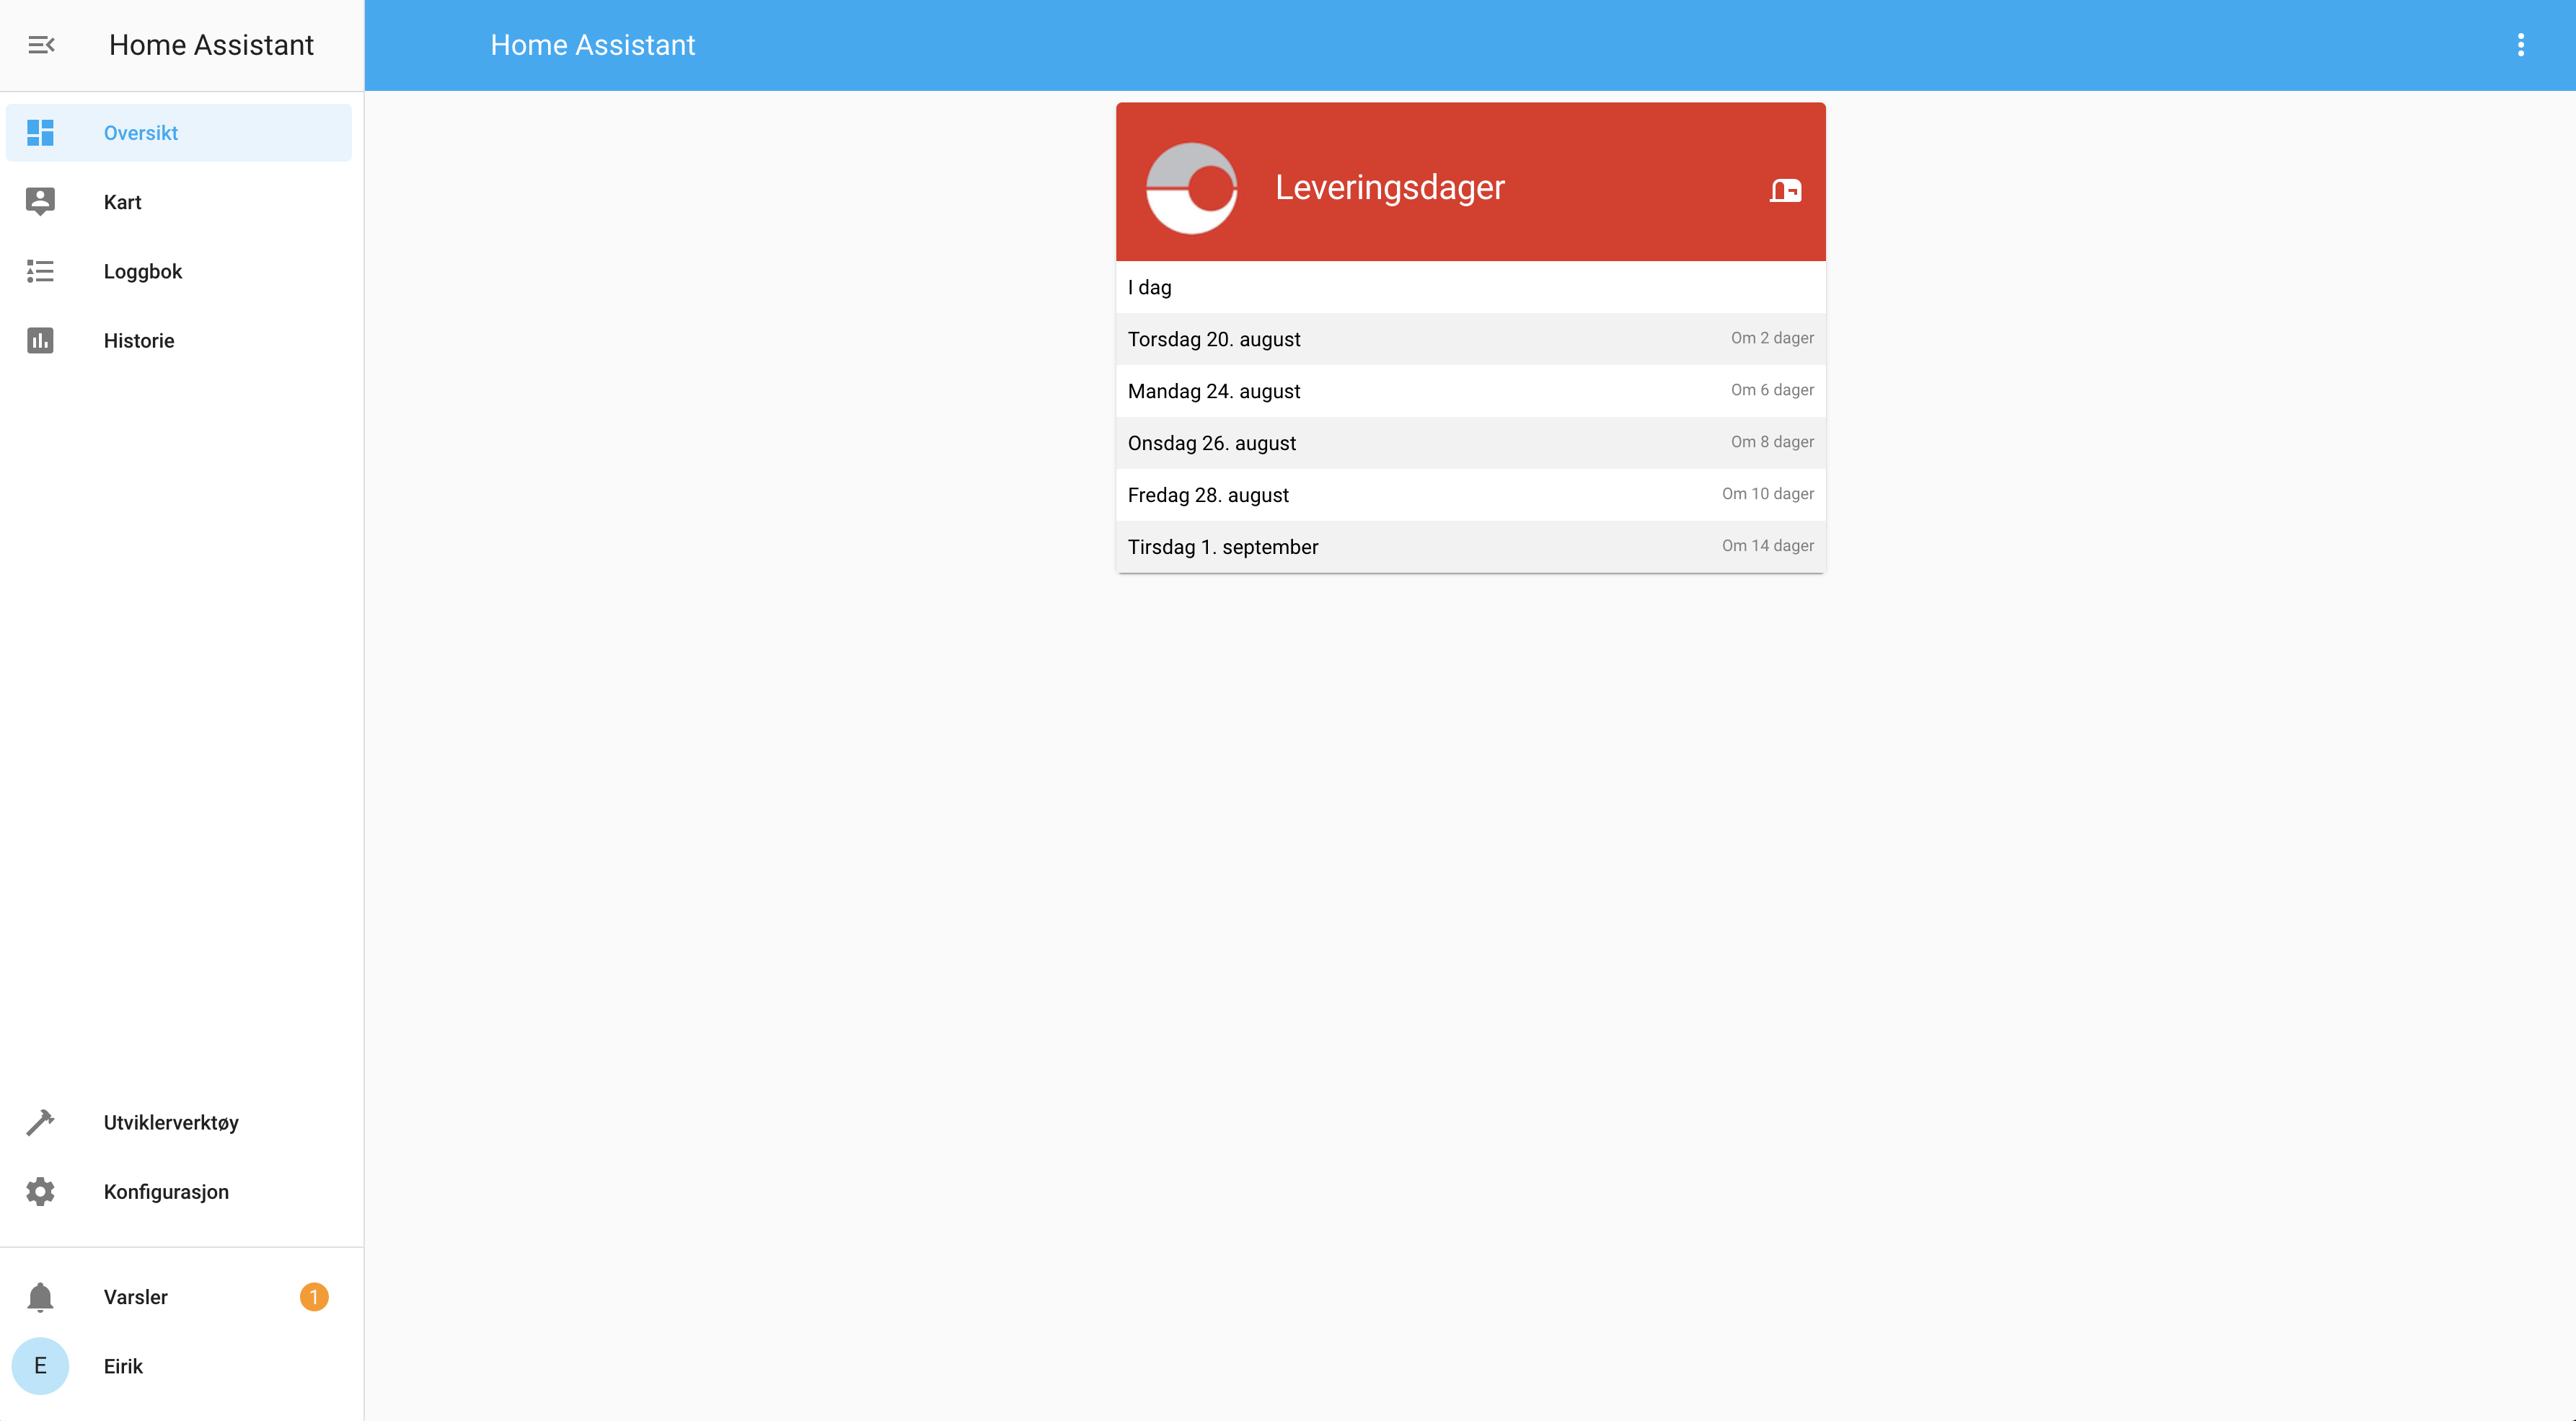 Home Assistant
Oversikt
Kart
Loggbok
Historie
Utviklerverktøy
Konfigurasjon
Varsler 1
E Eirik
Home Assistant
Leveringsdager
I dag
Torsdag 20. august Om 2 dager
Mandag 24. august Om 6 dager
Onsdag 26. august Om 8 dager
Fredag 28. august Om 10 dager
Tirsdag 1. september Om 14 dager